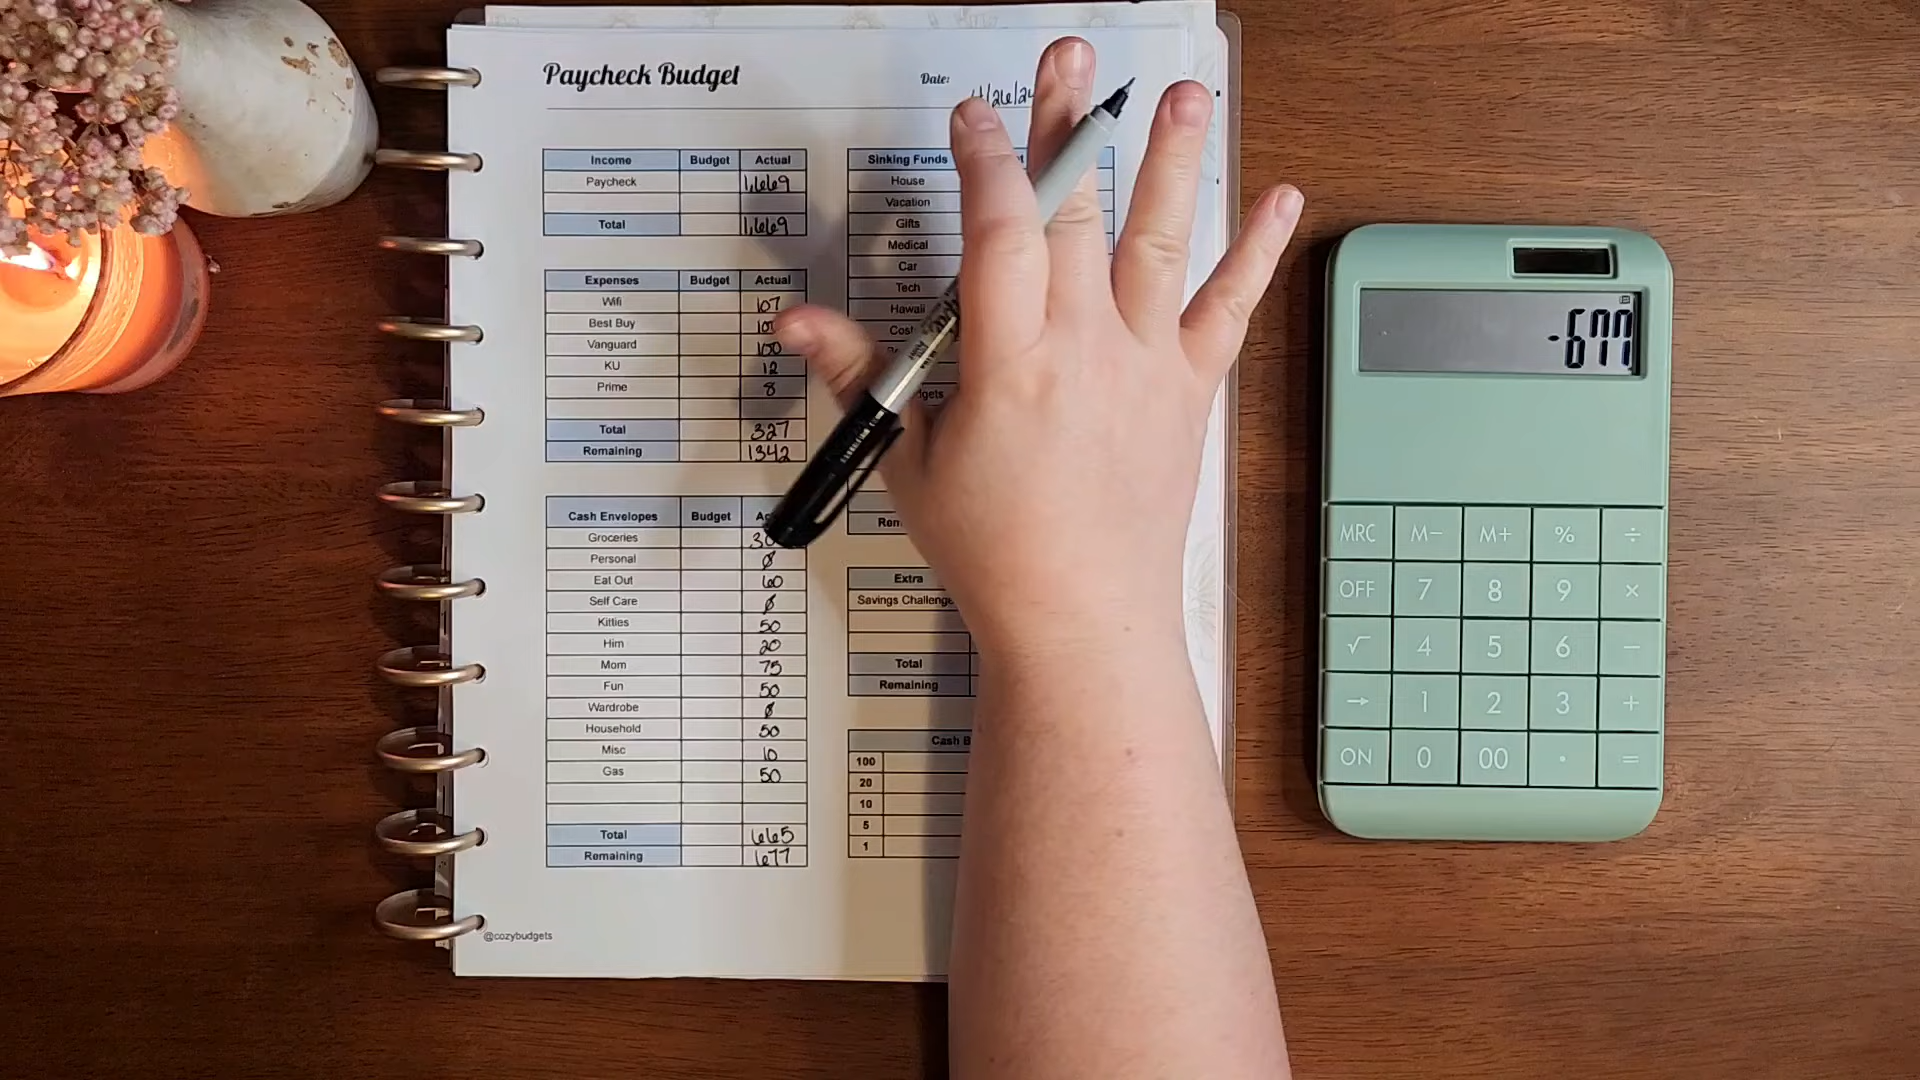 Paycheck Budget
Date: 4/26/24
Income Budget Actual
Paycheck 1,669
Total 1,669
Expenses Budget Actual
Wifi 107
Best Buy
Vanguard 100
KU 12
Prime 8
Total 327
Remaining 1342
Cash Envelopes Budget
Groceries
Personal Ø
Eat Out 60
Self Care Ø
Kitties 50
Him 20
Mom 75
Fun 50
Wardrobe Ø
Household 50
Misc 10
Gas 50
Total 665
Remaining 677
@cozybudgets
Sinking Funds
House
Vacation
Gifts
Medical
Car
Tech
Hawaii
Extra
Savings Challenge
Total
Remaining
Cash
100
20
10
5
1
-677
MRC M− M+ % ÷
OFF 7 8 9 ×
√ 4 5 6 −
→ 1 2 3 +
ON 0 00 · =